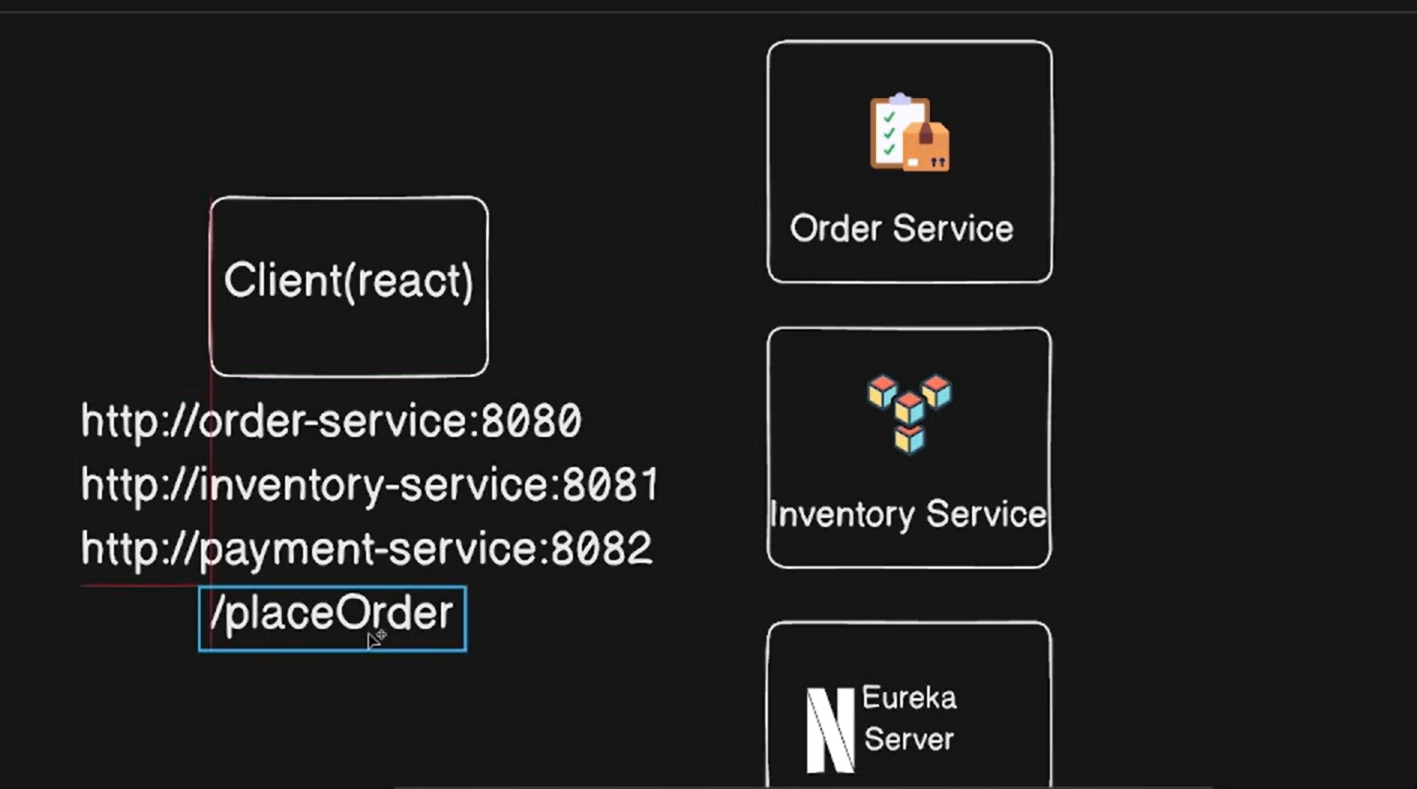 Order Service
Client(react)
http://order-service:8080
http://inventory-service:8081
http://payment-service:8082
/placeOrder
Inventory Service
N Eureka
Server